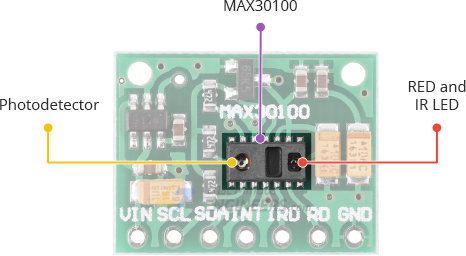 MAX30100
Photodetector
RED and
IR LED
MAX30100
VIN SCL SDA INT IRD RD GND